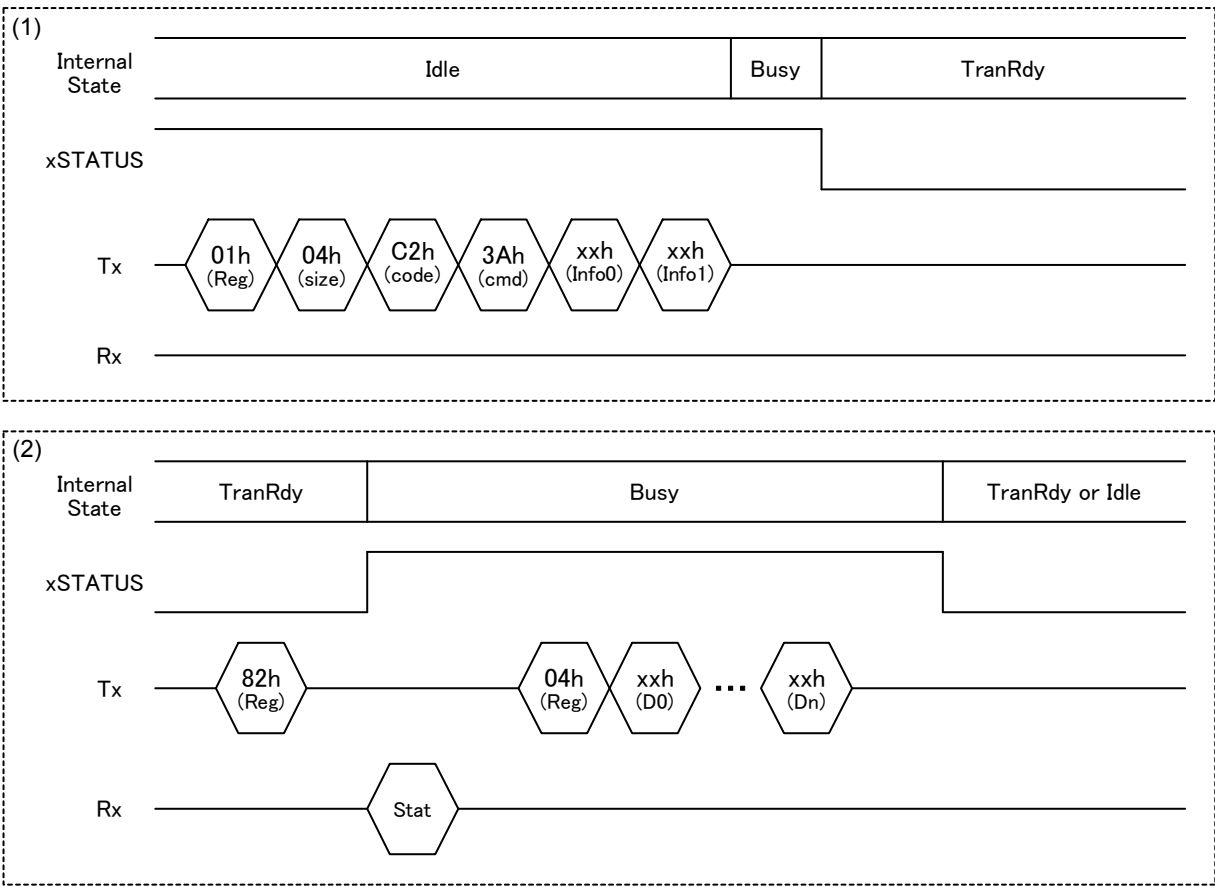 (1)
Internal
State
Idle
Busy
TranRdy
xSTATUS
Tx
01h
(Reg)
04h
(size)
C2h
(code)
3Ah
(cmd)
xxh
(Info0)
xxh
(Info1)
Rx
(2)
Internal
State
TranRdy
Busy
TranRdy or Idle
xSTATUS
Tx
82h
(Reg)
04h
(Reg)
xxh
(D0)
...
xxh
(Dn)
Rx
Stat